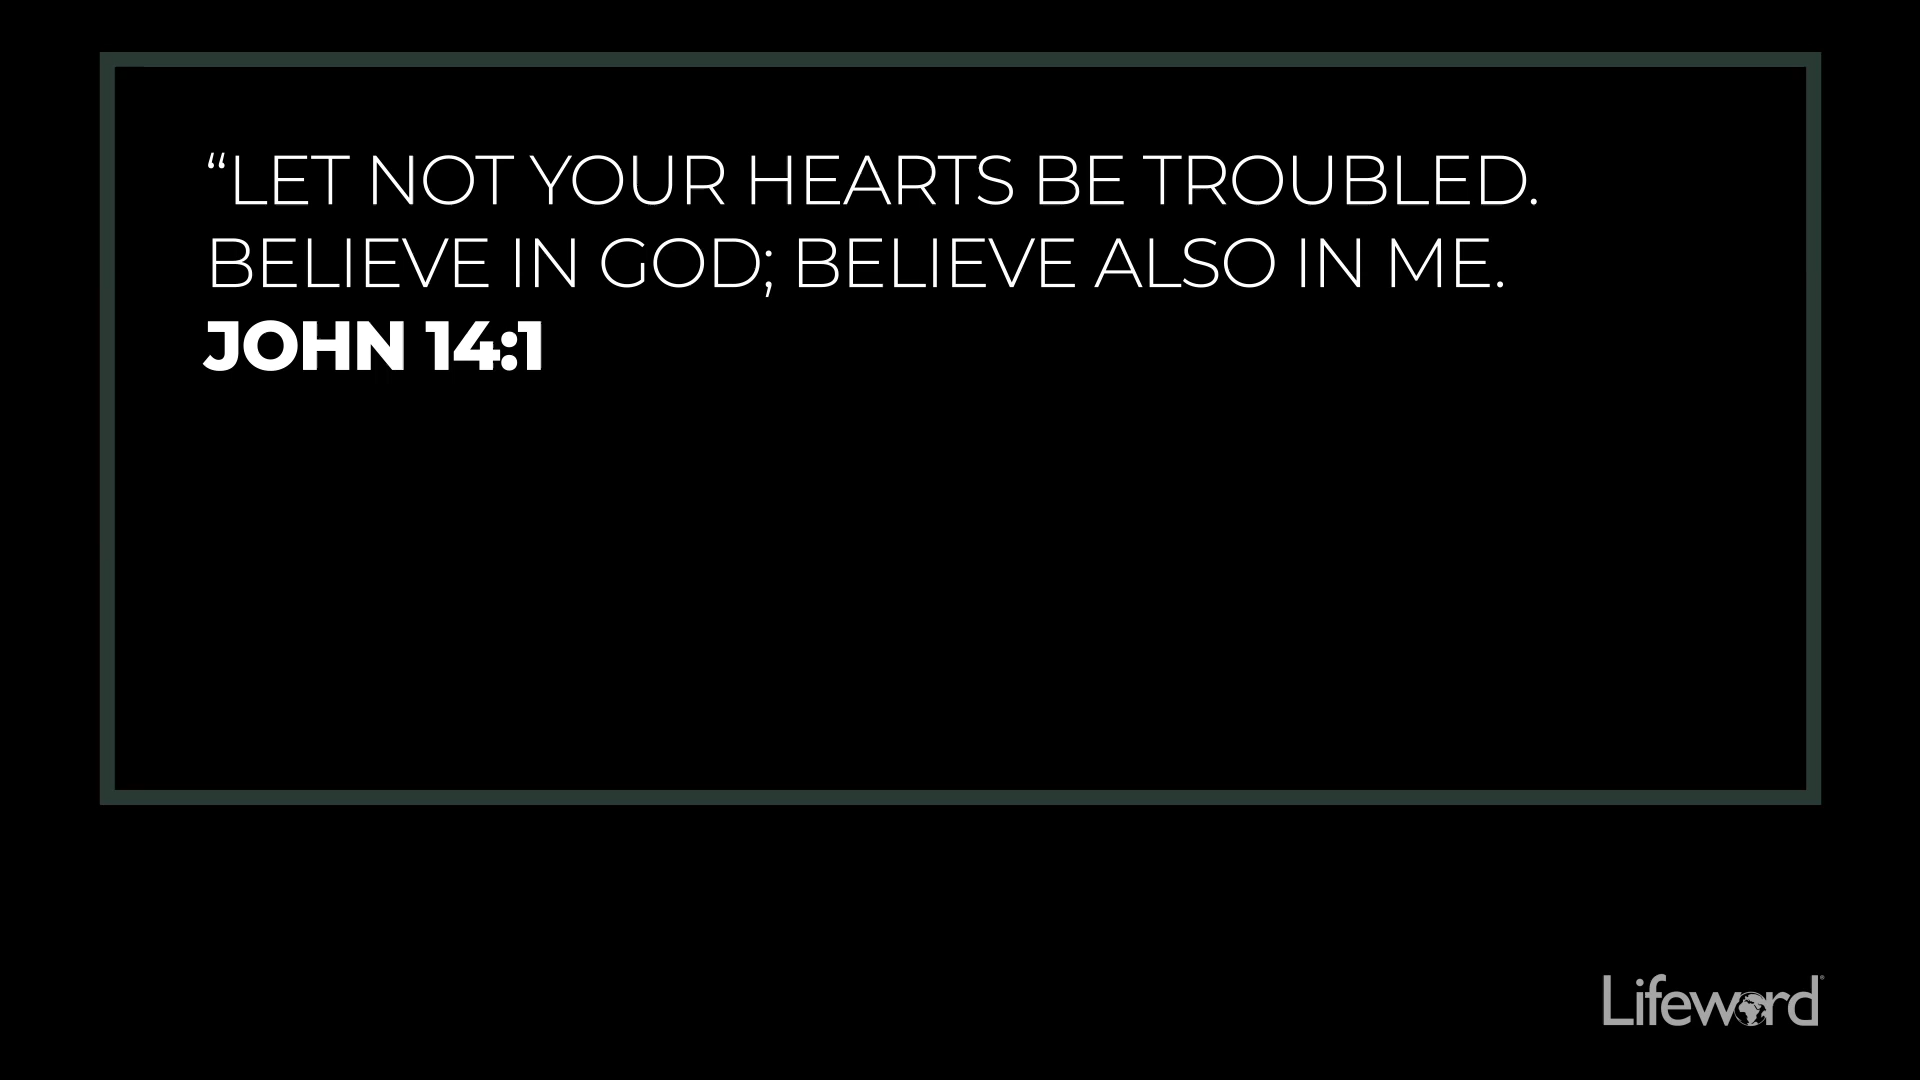 “LET NOT YOUR HEARTS BE TROUBLED.
BELIEVE IN GOD; BELIEVE ALSO IN ME.
JOHN 14:1
Lifeword®